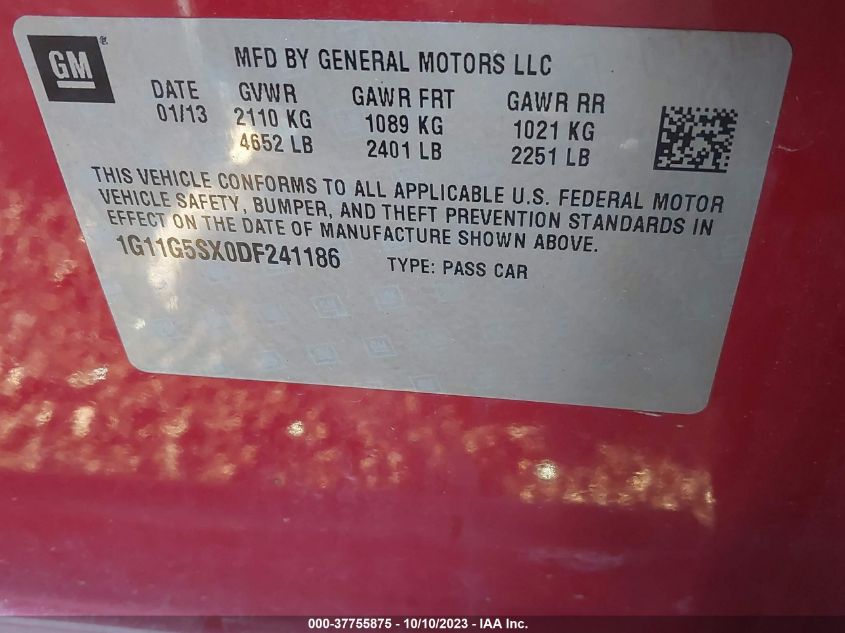 GM ®
MFD BY GENERAL MOTORS LLC
DATE GVWR GAWR FRT GAWR RR
01/13 2110 KG 1089 KG 1021 KG
4652 LB 2401 LB 2251 LB
THIS VEHICLE CONFORMS TO ALL APPLICABLE U.S. FEDERAL MOTOR
VEHICLE SAFETY, BUMPER, AND THEFT PREVENTION STANDARDS IN
EFFECT ON THE DATE OF MANUFACTURE SHOWN ABOVE.
1G11G5SX0DF241186 TYPE: PASS CAR
000-37755875 - 10/10/2023 - IAA Inc.